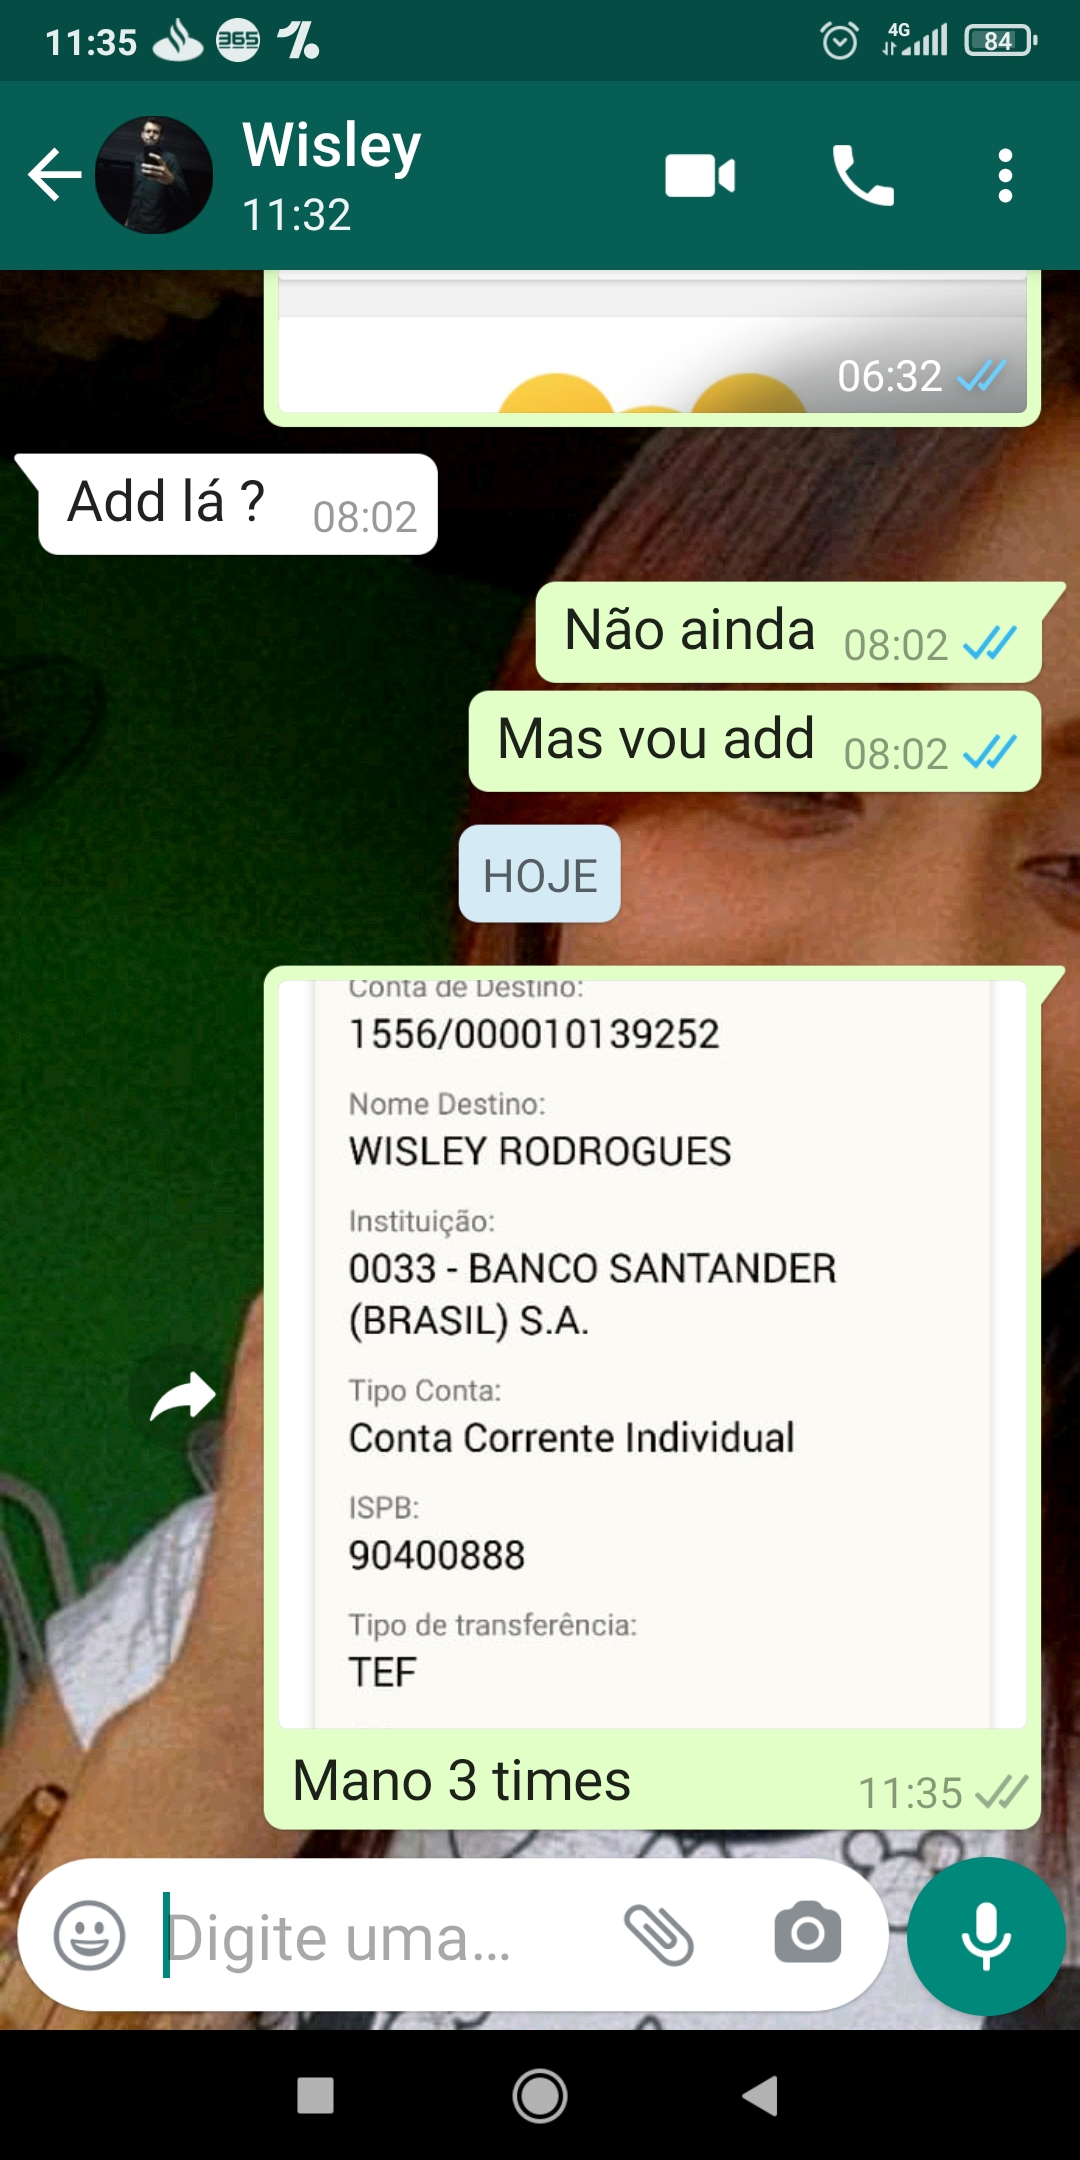 11:35
365
4G
84
Wisley
11:32
06:32
Add lá ? 08:02
Não ainda 08:02
Mas vou add 08:02
HOJE
Conta de Destino:
1556/000010139252
Nome Destino:
WISLEY RODROGUES
Instituição:
0033 - BANCO SANTANDER
(BRASIL) S.A.
Tipo Conta:
Conta Corrente Individual
ISPB:
90400888
Tipo de transferência:
TEF
Mano 3 times 11:35
Digite uma...